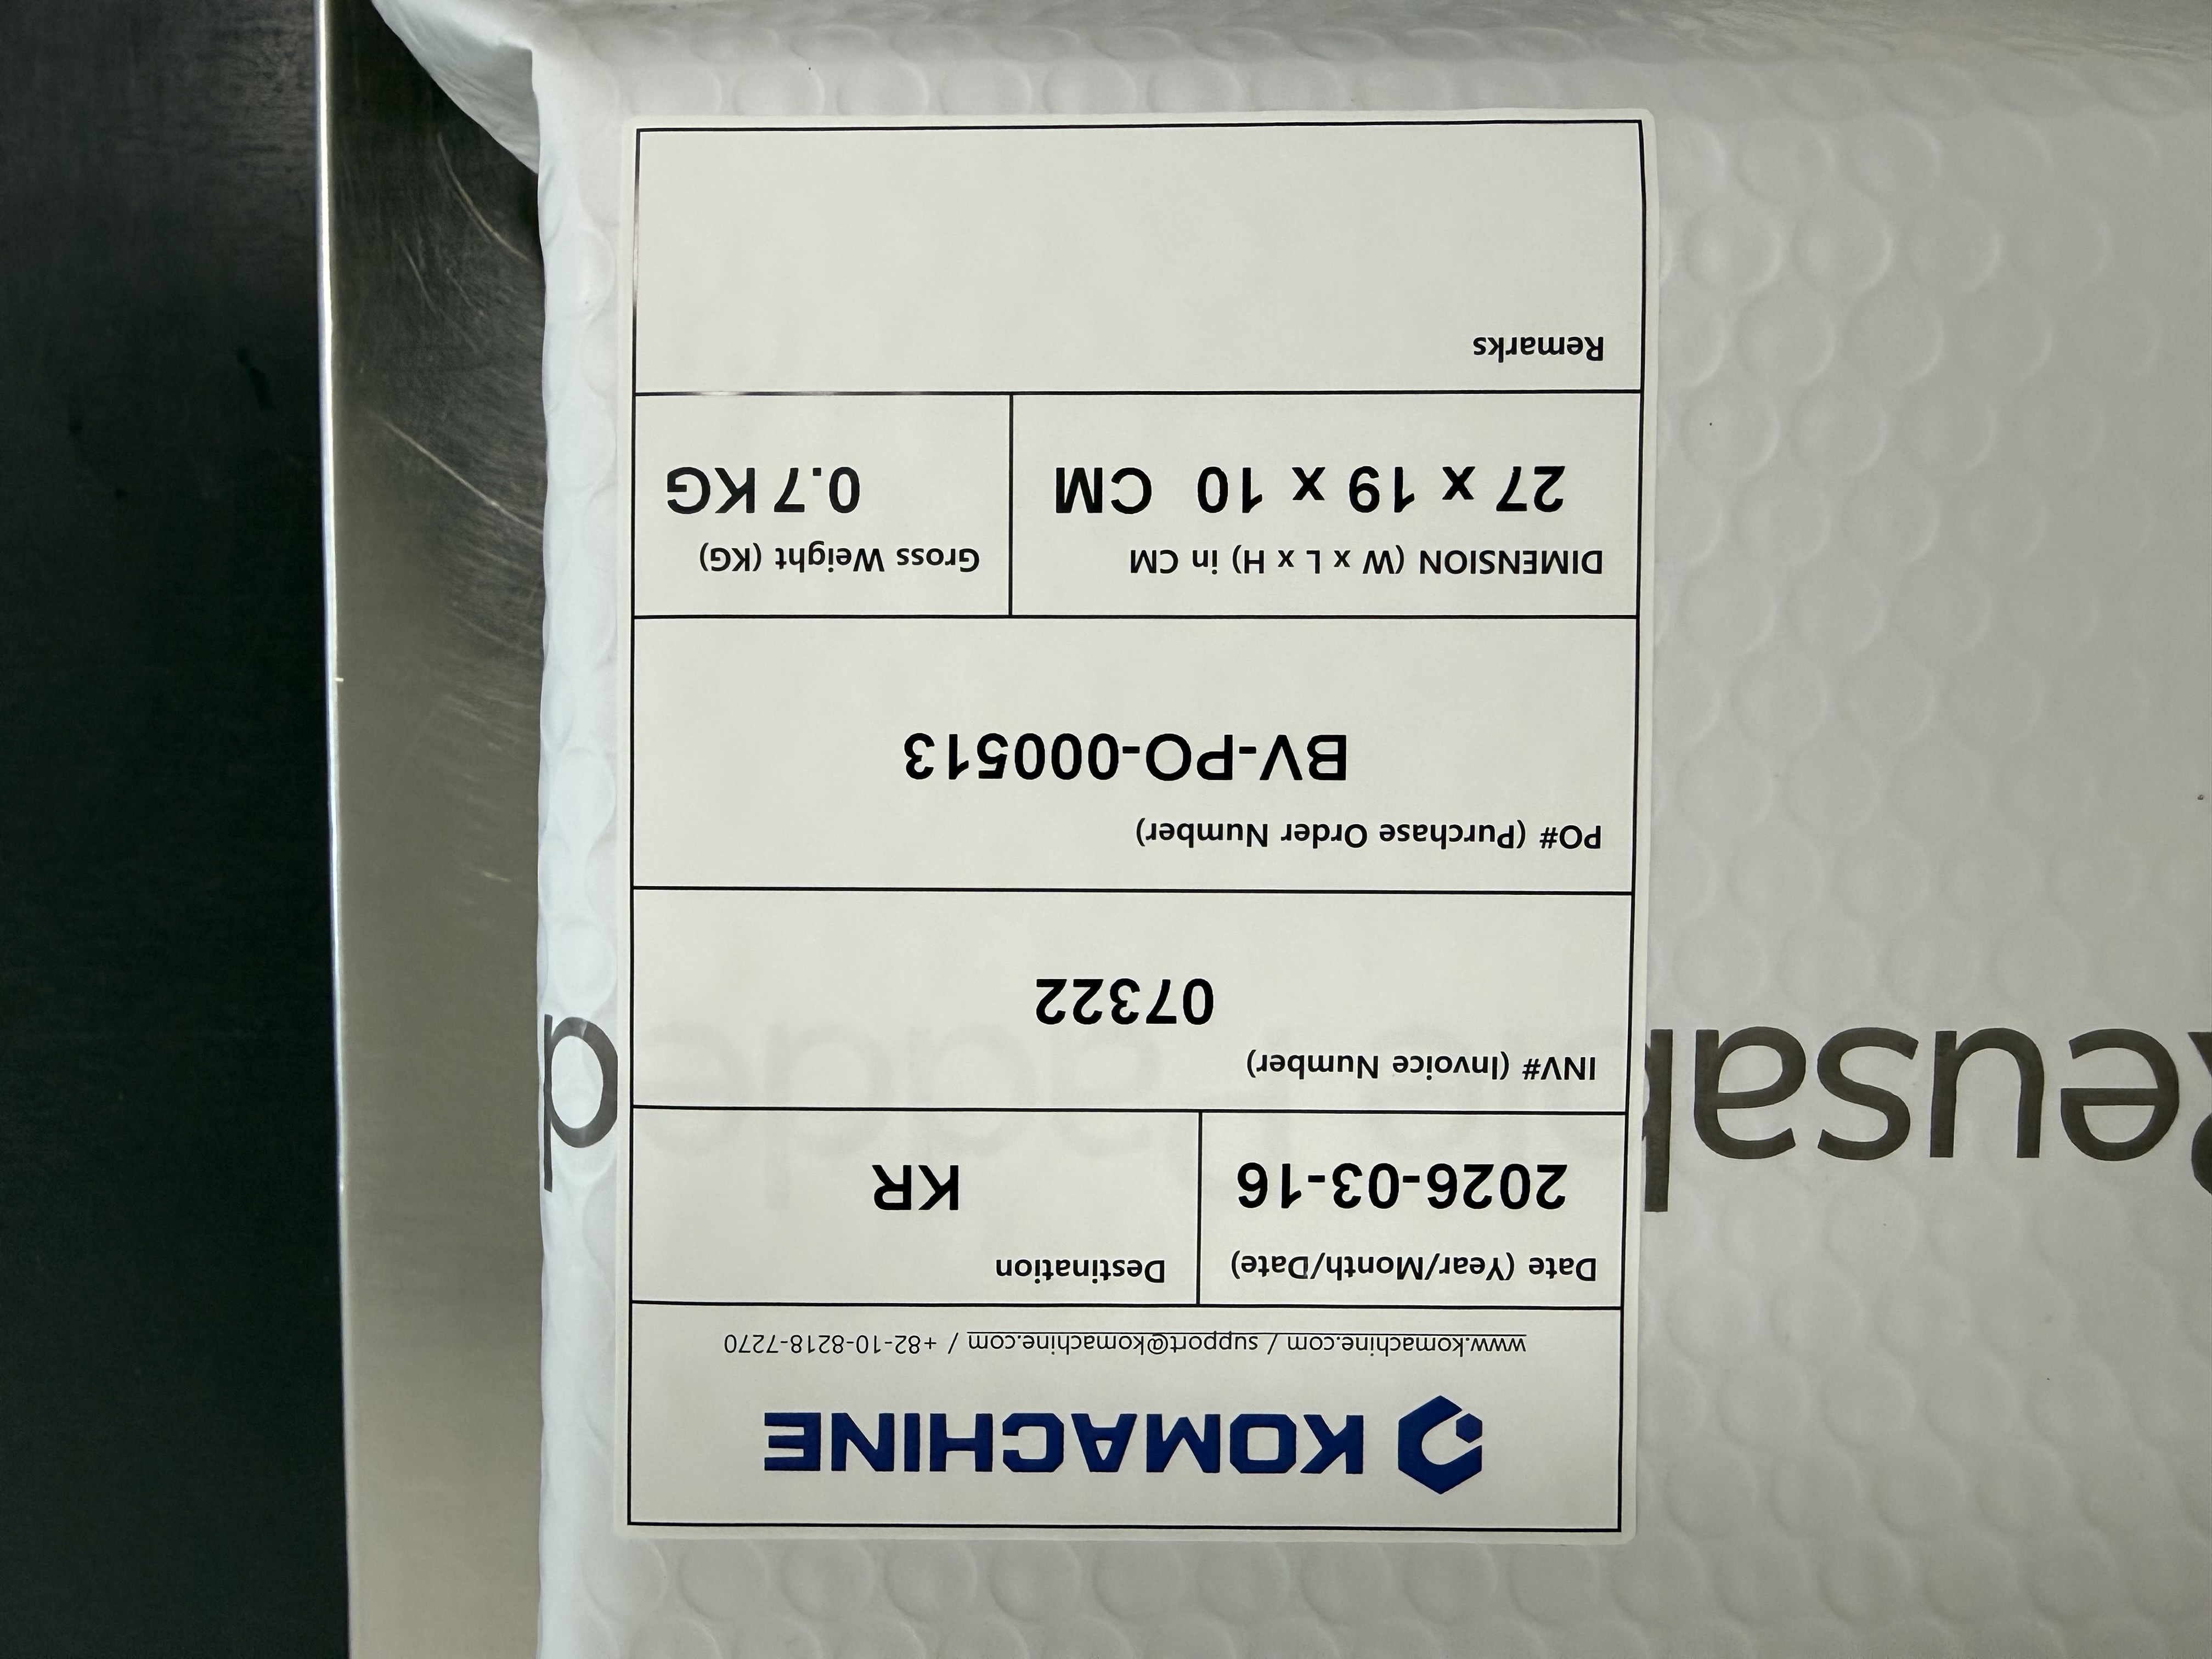 KOMACHINE
www.komachine.com / support@komachine.com / +82-10-8218-7270
Date (Year/Month/Date) Destination
2026-03-16 KR
INV# (Invoice Number)
07322
PO# (Purchase Order Number)
BV-PO-000513
DIMENSION (W x L x H) in CM Gross Weight (KG)
27 x 19 x 10 CM 0.7 KG
Remarks